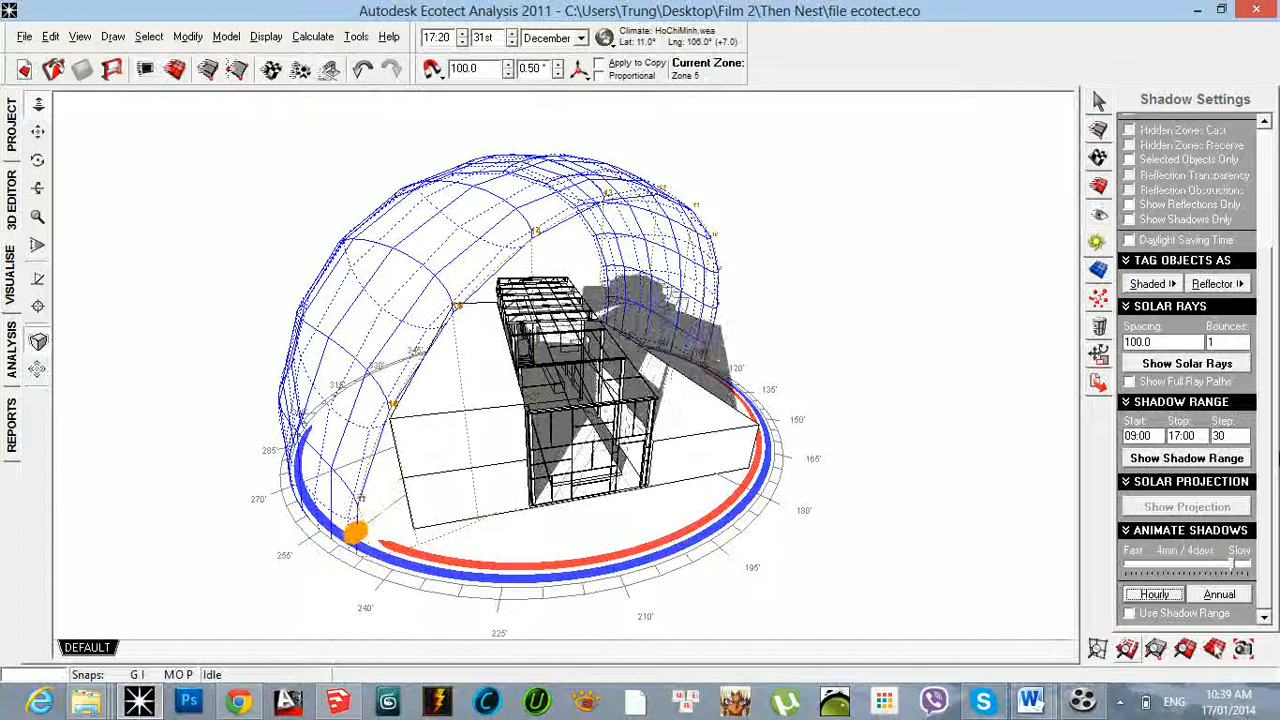 Autodesk Ecotect Analysis 2011 - C:\Users\Trung\Desktop\Film 2\Then Nest\file ecotect.eco
File Edit View Draw Select Modify Model Display Calculate Tools Help
17:20 31st December
Climate: HoChiMinh.wea
Lat: 11.0° Lng: 106.0° (+7.0)
100.0 0.50 °
Apply to Copy
Proportional
Current Zone:
Zone 5
PROJECT
3D EDITOR
VISUALISE
ANALYSIS
REPORTS
Shadow Settings
Hidden Zones Cast
Hidden Zones Receive
Selected Objects Only
Reflection Transparency
Reflection Obstructions
Show Reflections Only
Show Shadows Only
Daylight Saving Time
TAG OBJECTS AS
Shaded Reflector
SOLAR RAYS
Spacing: Bounces:
100.0 1
Show Solar Rays
Show Full Ray Paths
SHADOW RANGE
Start: Stop: Step:
09:00 17:00 30
Show Shadow Range
SOLAR PROJECTION
Show Projection
ANIMATE SHADOWS
Fast 4min / 4days Slow
Hourly Annual
Use Shadow Range
120°
135°
150°
165°
180°
195°
210°
225°
240°
255°
270°
285°
DEFAULT
Snaps: G I M O P Idle
ENG
10:39 AM
17/01/2014